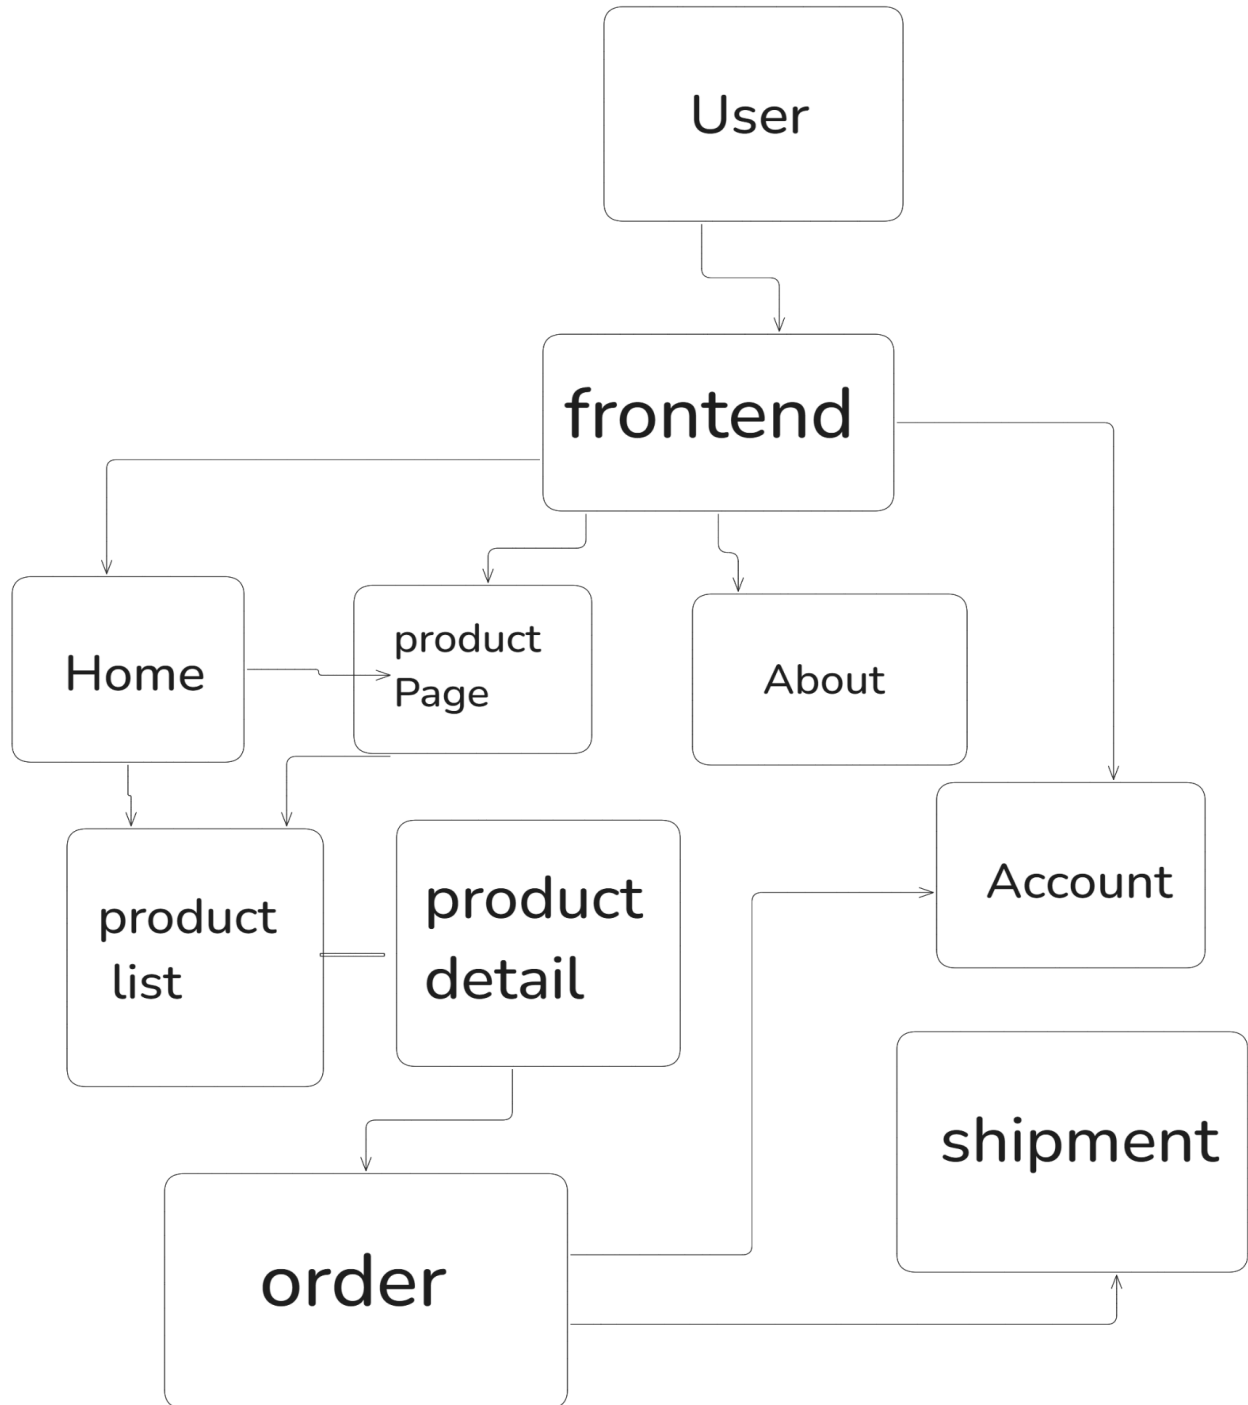 User
frontend
Home
product
Page
About
product
list
product
detail
Account
shipment
order